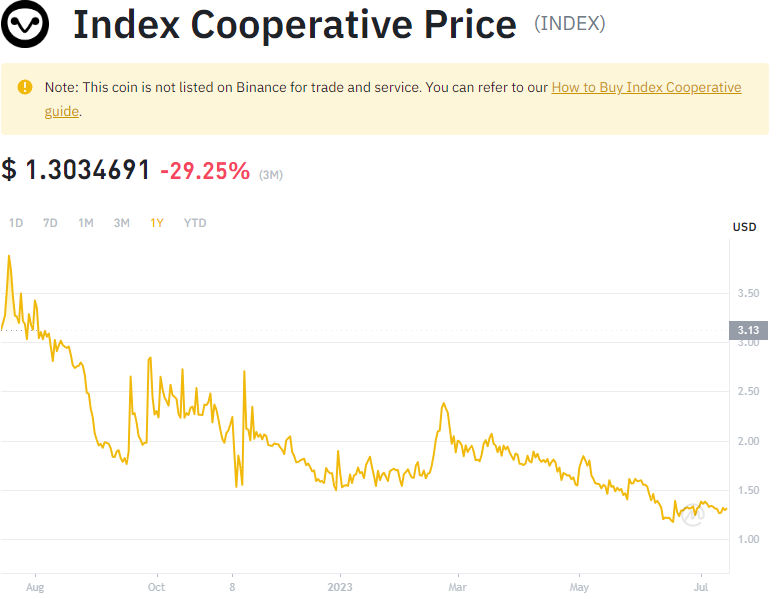 Index Cooperative Price (INDEX)
Note: This coin is not listed on Binance for trade and service. You can refer to our How to Buy Index Cooperative
guide.
$ 1.3034691 -29.25% (3M)
1D 7D 1M 3M 1Y YTD
USD
3.50
3.13
3.00
2.50
2.00
1.50
1.00
Aug Oct 8 2023 Mar May Jul